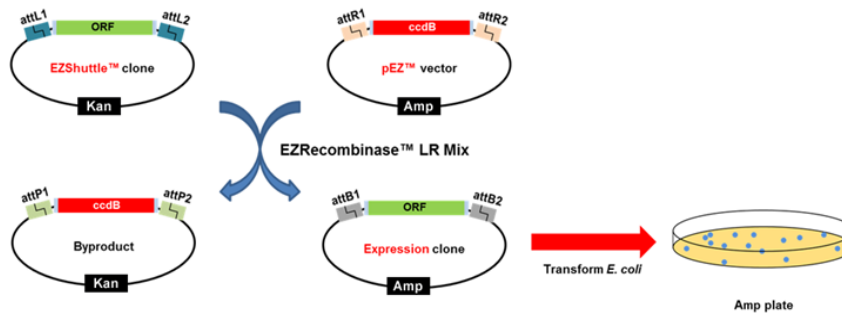 attL1
ORF
attL2
EZShuttle™ clone
Kan
attR1
ccdB
attR2
pEZ™ vector
Amp
EZRecombinase™ LR Mix
attP1
ccdB
attP2
Byproduct
Kan
attB1
ORF
attB2
Expression clone
Amp
Transform E. coli
Amp plate